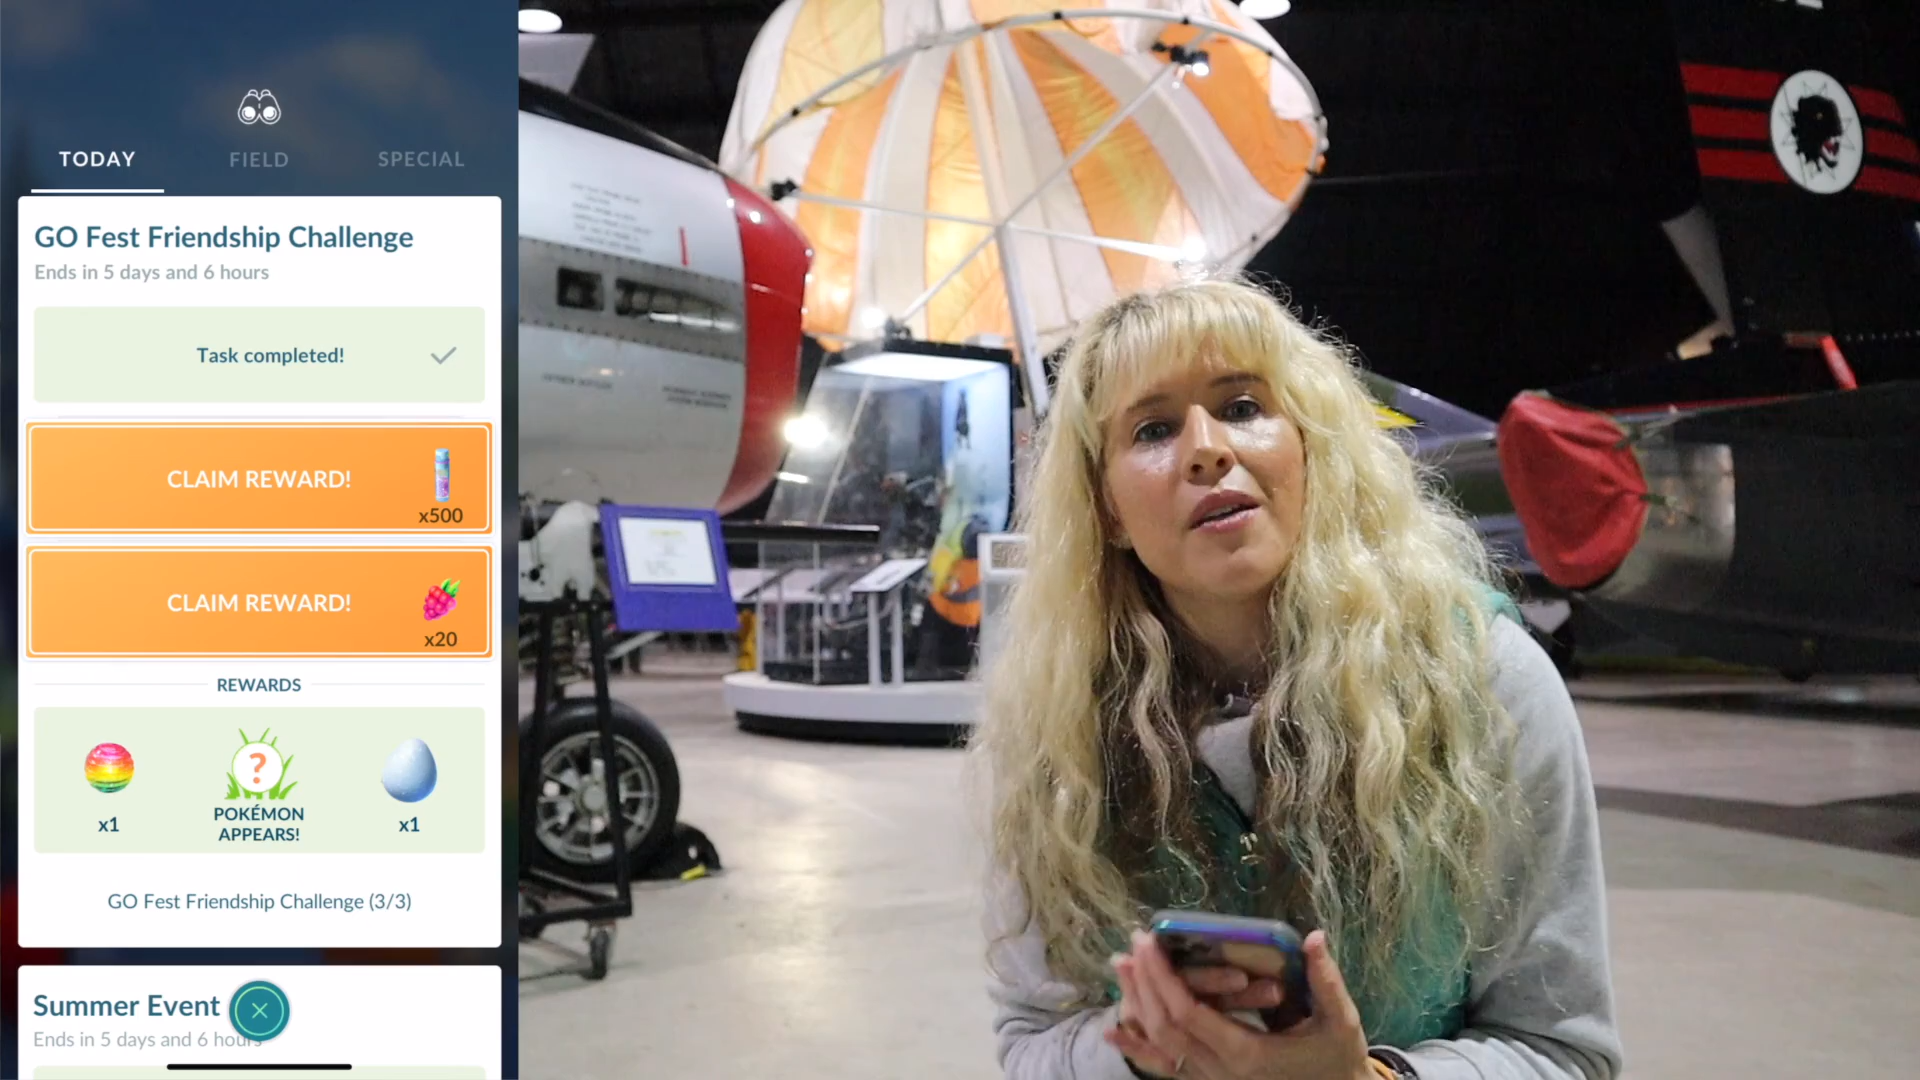 TODAY
FIELD
SPECIAL
GO Fest Friendship Challenge
Ends in 5 days and 6 hours
Task completed!
CLAIM REWARD!
x500
CLAIM REWARD!
x20
REWARDS
x1
POKÉMON
APPEARS!
x1
GO Fest Friendship Challenge (3/3)
Summer Event
Ends in 5 days and 6 hours